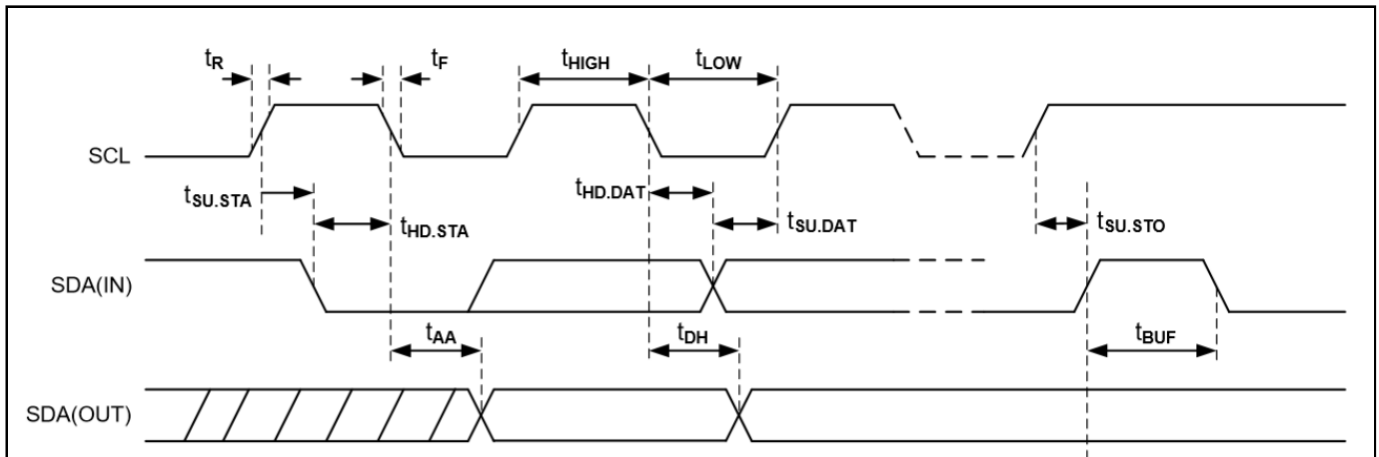 tR tF tHIGH tLOW
SCL
tSU.STA tHD.DAT
tHD.STA tSU.DAT tSU.STO
SDA(IN)
tAA tDH tBUF
SDA(OUT)